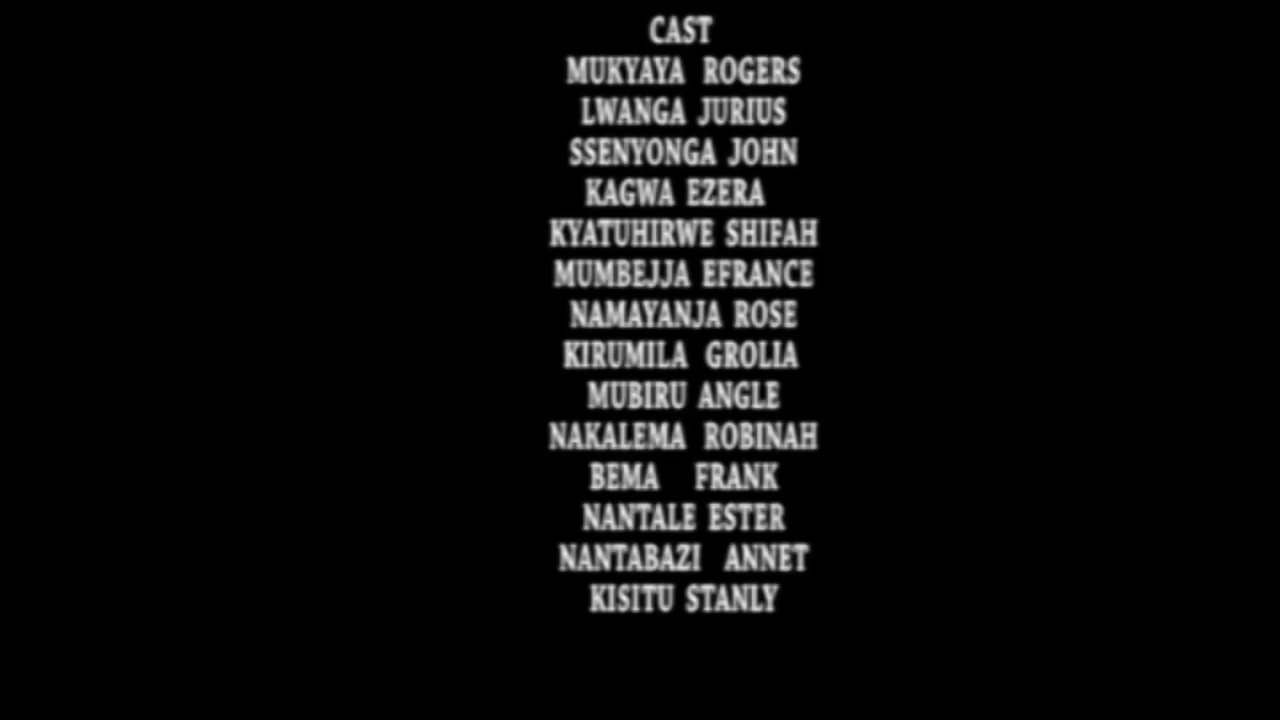 CAST
MUKYAYA ROGERS
LWANGA JURIUS
SSENYONGA JOHN
KAGWA EZERA
KYATUHIRWE SHIFAH
MUMBEJJA EFRANCE
NAMAYANJA ROSE
KIRUMILA GROLIA
MUBIRU ANGLE
NAKALEMA ROBINAH
BEMA FRANK
NANTALE ESTER
NANTABAZI ANNET
KISITU STANLY